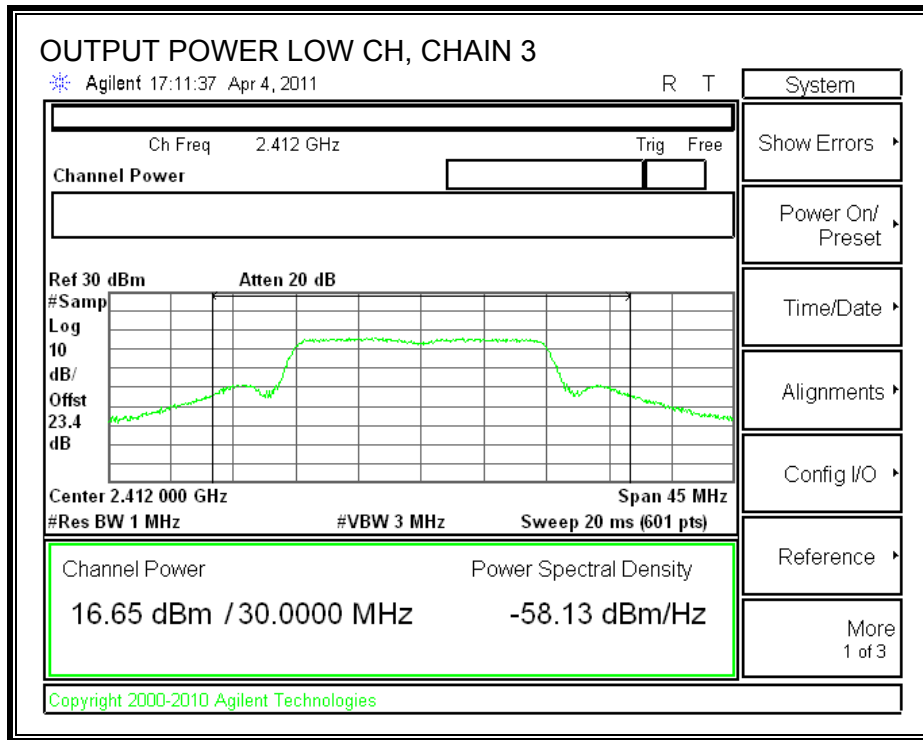 OUTPUT POWER LOW CH, CHAIN 3
Agilent 17:11:37 Apr 4, 2011 R T
System
Ch Freq 2.412 GHz Trig Free
Channel Power
Show Errors
Power On/
Preset
Ref 30 dBm Atten 20 dB
#Samp
Log
10
dB/
Offst
23.4
dB
Time/Date
Alignments
Center 2.412 000 GHz Span 45 MHz
#Res BW 1 MHz #VBW 3 MHz Sweep 20 ms (601 pts)
Config I/O
Channel Power Power Spectral Density
16.65 dBm / 30.0000 MHz -58.13 dBm/Hz
Reference
More
1 of 3
Copyright 2000-2010 Agilent Technologies